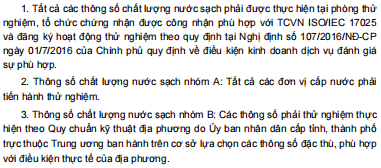 1. Tất cả các thông số chất lượng nước sạch phải được thực hiện tại phòng thử
nghiệm, tổ chức chứng nhận được công nhận phù hợp với TCVN ISO/IEC 17025
và đăng ký hoạt động thử nghiệm theo quy định tại Nghị định số 107/2016/NĐ-CP
ngày 01/7/2016 của Chính phủ quy định về điều kiện kinh doanh dịch vụ đánh giá
sự phù hợp.
2. Thông số chất lượng nước sạch nhóm A: Tất cả các đơn vị cấp nước phải
tiến hành thử nghiệm.
3. Thông số chất lượng nước sạch nhóm B: Các thông số phải thử nghiệm thực
hiện theo Quy chuẩn kỹ thuật địa phương do Ủy ban nhân dân cấp tỉnh, thành phố
trực thuộc Trung ương ban hành trên cơ sở lựa chọn các thông số đặc thù, phù hợp
với điều kiện thực tế của địa phương.